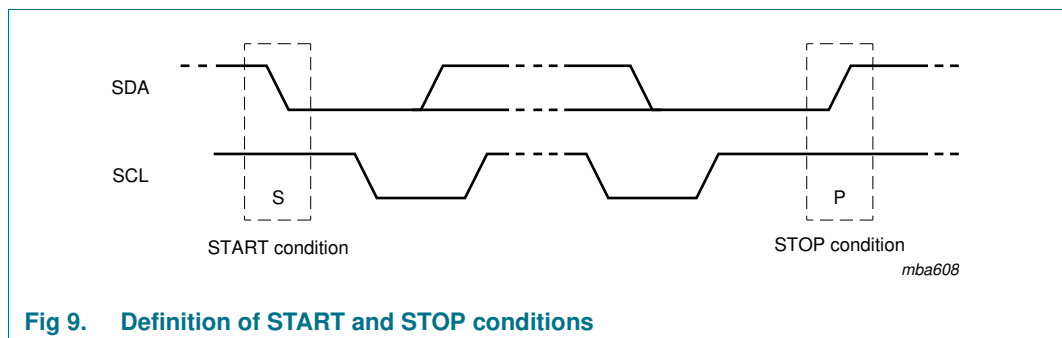 SDA
SCL
S
P
START condition
STOP condition
mba608
Fig 9. Definition of START and STOP conditions